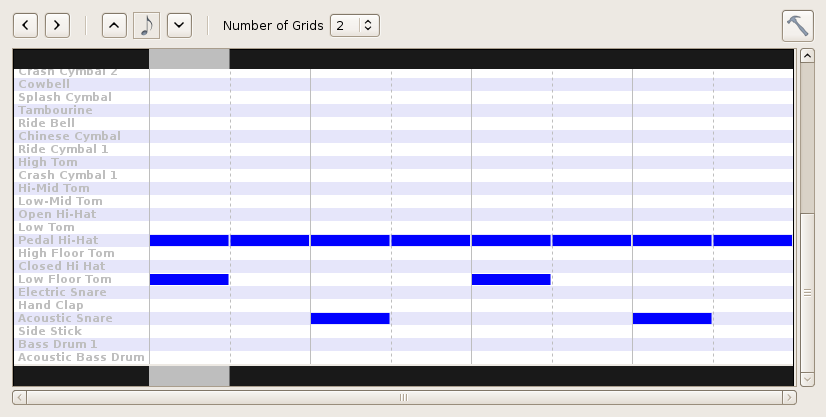 Number of Grids 2
Crash Cymbal 2
Cowbell
Splash Cymbal
Tambourine
Ride Bell
Chinese Cymbal
Ride Cymbal 1
High Tom
Crash Cymbal 1
Hi-Mid Tom
Low-Mid Tom
Open Hi-Hat
Low Tom
Pedal Hi-Hat
High Floor Tom
Closed Hi Hat
Low Floor Tom
Electric Snare
Hand Clap
Acoustic Snare
Side Stick
Bass Drum 1
Acoustic Bass Drum